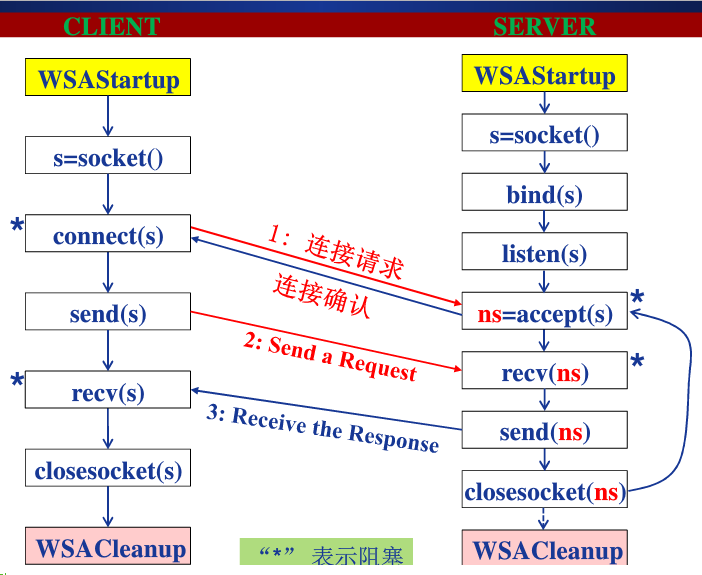 CLIENT
SERVER
WSAStartup
s=socket()
* connect(s)
send(s)
* recv(s)
closesocket(s)
WSACleanup
1: 连接请求
连接确认
2: Send a Request
3: Receive the Response
WSAStartup
s=socket()
bind(s)
listen(s)
ns=accept(s) *
recv(ns) *
send(ns)
closesocket(ns)
WSACleanup
“*” 表示阻塞